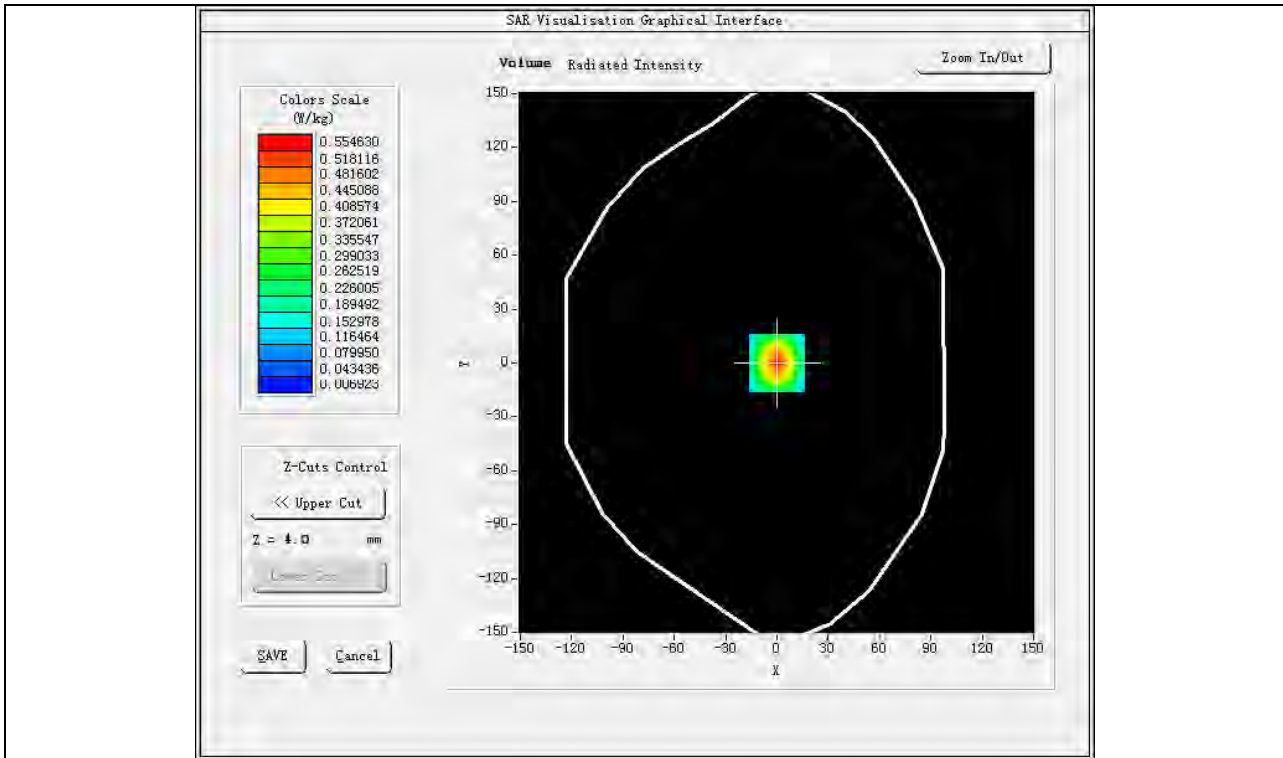 SAR Visualisation Graphical Interface
Volume Radiated Intensity
Zoom In/Out
Colors Scale
(W/kg)
0.554630
0.518116
0.481602
0.445088
0.408574
0.372061
0.335547
0.299033
0.262519
0.226005
0.189492
0.152978
0.116464
0.079950
0.043436
0.006923
Z-Cuts Control
<< Upper Cut
Z = 4.0 mm
Lower
SAVE
Cancel
150
120
90
60
30
0
-30
-60
-90
-120
-150
Y
-150 -120 -90 -60 -30 0 30 60 90 120 150
X